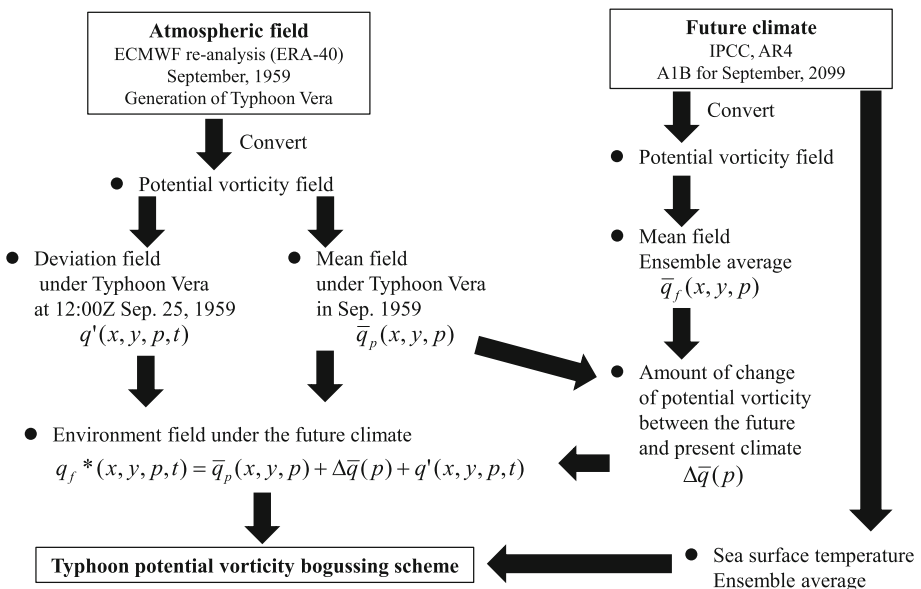 Atmospheric field
ECMWF re-analysis (ERA-40)
September, 1959
Generation of Typhoon Vera
Convert
● Potential vorticity field
● Deviation field
under Typhoon Vera
at 12:00Z Sep. 25, 1959
q'(x, y, p,t)
● Mean field
under Typhoon Vera
in Sep. 1959
q̅_p(x, y, p)
Future climate
IPCC, AR4
A1B for September, 2099
Convert
● Potential vorticity field
● Mean field
Ensemble average
q̅_f(x, y, p)
● Amount of change
of potential vorticity
between the future
and present climate
Δq̅(p)
● Environment field under the future climate
q_f*(x, y, p,t) = q̅_p(x, y, p) + Δq̅(p) + q'(x, y, p,t)
Typhoon potential vorticity bogussing scheme
● Sea surface temperature
Ensemble average